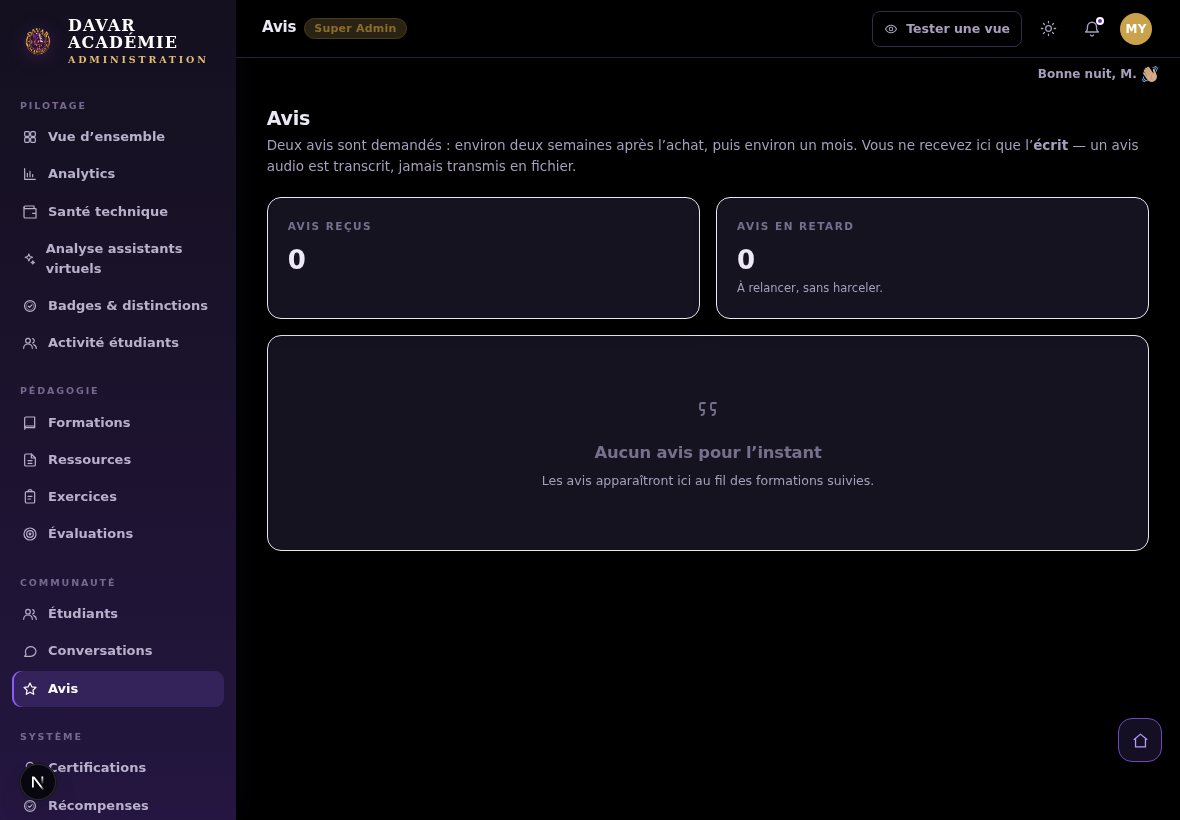 DAVAR
ACADÉMIE
ADMINISTRATION
PILOTAGE
Vue d’ensemble
Analytics
Santé technique
Analyse assistants
virtuels
Badges & distinctions
Activité étudiants
PÉDAGOGIE
Formations
Ressources
Exercices
Évaluations
COMMUNAUTÉ
Étudiants
Conversations
Avis
SYSTÈME
Certifications
Récompenses
N
Avis
Super Admin
Tester une vue
MY
Bonne nuit, M. 👋🏽
Avis
Deux avis sont demandés : environ deux semaines après l’achat, puis environ un mois. Vous ne recevez ici que l’écrit — un avis
audio est transcrit, jamais transmis en fichier.
AVIS REÇUS
0
AVIS EN RETARD
0
À relancer, sans harceler.
Aucun avis pour l’instant
Les avis apparaîtront ici au fil des formations suivies.